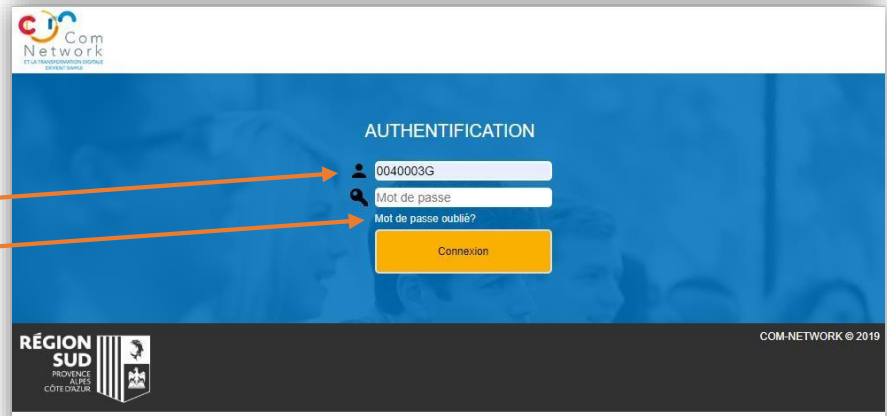 Com
Network
ET LA TRANSFORMATION DIGITALE
DEVIENT SIMPLE
AUTHENTIFICATION
0040003G
Mot de passe
Mot de passe oublié?
Connexion
RÉGION
SUD
PROVENCE
ALPES
CÔTE D'AZUR
COM-NETWORK © 2019